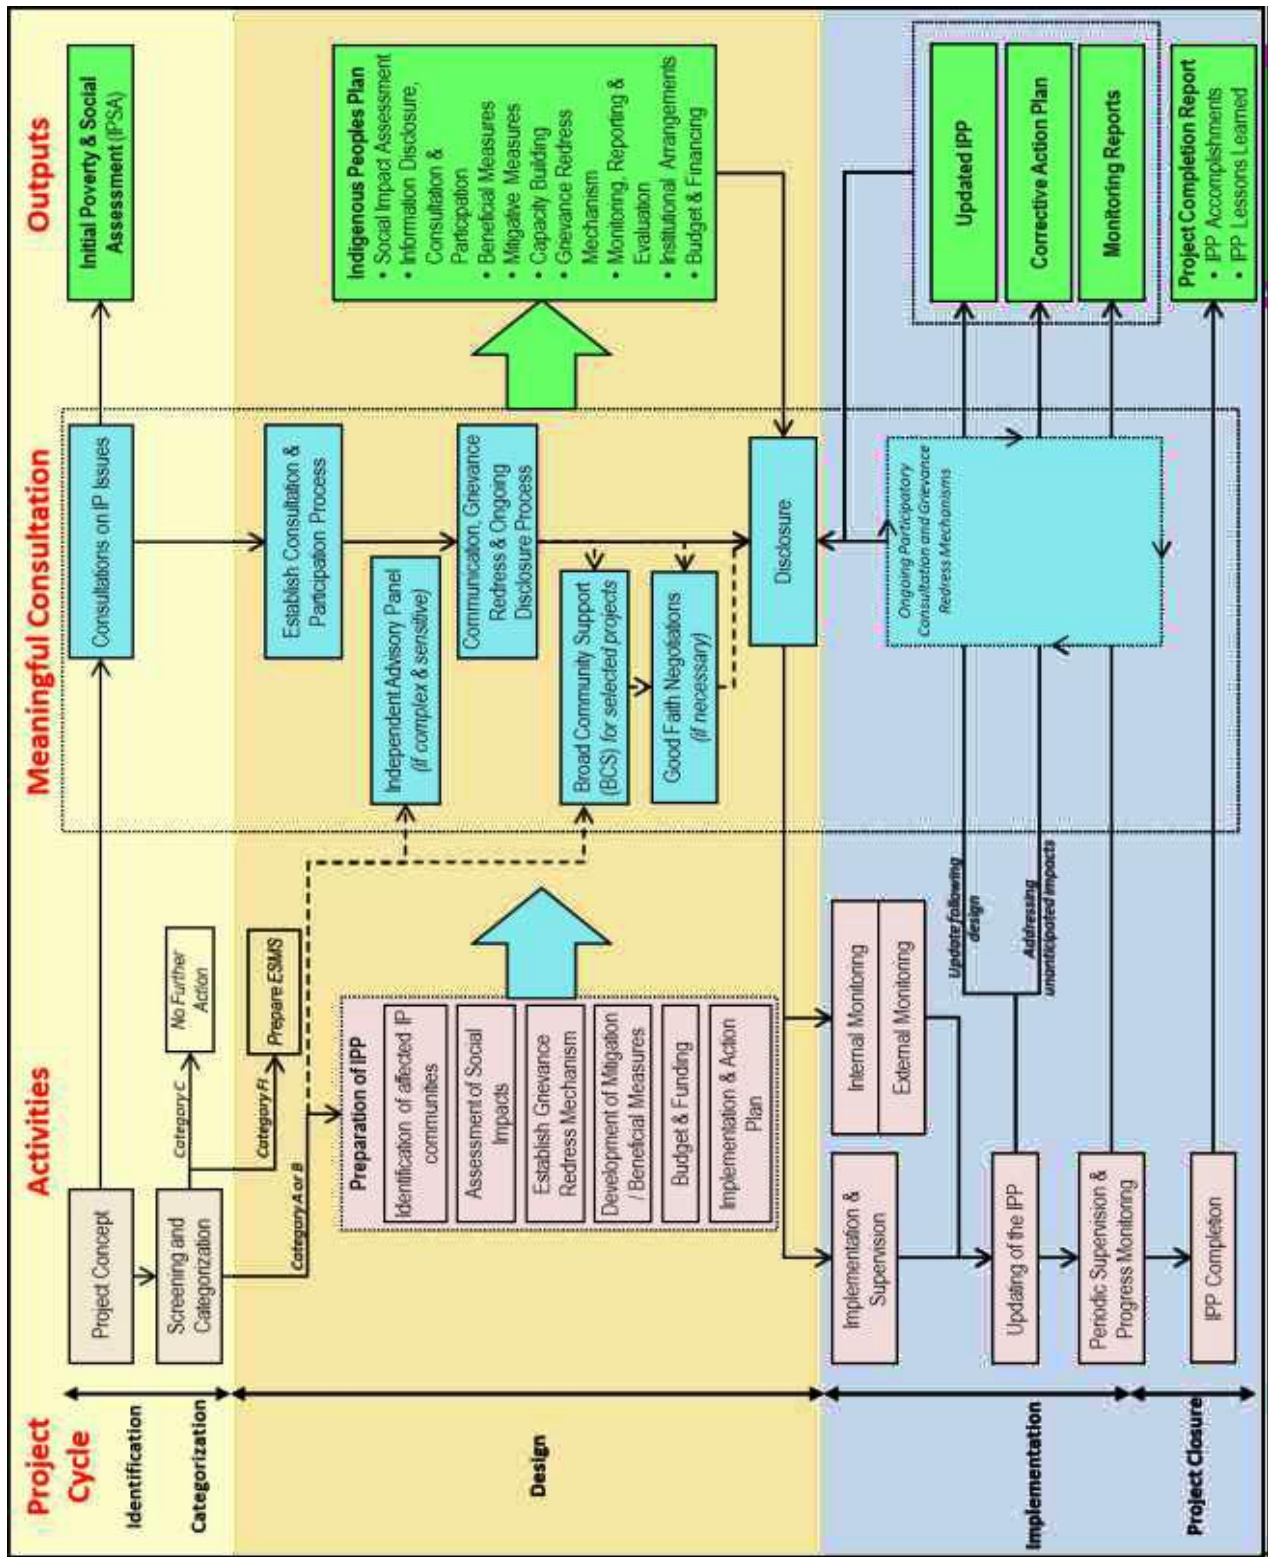 Project
Cycle
Activities
Meaningful Consultation
Outputs
Identification
Categorization
Project Concept
Screening and
Categorization
Category C
No Further
Action
Category FI
Prepare ESMS
Category A or B
Consultations on IP Issues
Initial Poverty & Social
Assessment (IPSA)
Design
Preparation of IPP
Identification of affected IP
communities
Assessment of Social
Impacts
Establish Grievance
Redress Mechanism
Development of Mitigation
/ Beneficial Measures
Budget & Funding
Implementation & Action
Plan
Establish Consultation &
Participation Process
Independent Advisory Panel
(if complex & sensitive)
Communication, Grievance
Redress & Ongoing
Disclosure Process
Broad Community Support
(BCS) for selected projects
Good Faith Negotiations
(if necessary)
Disclosure
Indigenous Peoples Plan
• Social Impact Assessment
• Information Disclosure,
Consultation &
Participation
• Beneficial Measures
• Mitigative Measures
• Capacity Building
• Grievance Redress
Mechanism
• Monitoring, Reporting &
Evaluation
• Institutional Arrangements
• Budget & Financing
Implementation
Implementation &
Supervision
Internal Monitoring
External Monitoring
Updating of the IPP
Update following
design
Addressing
unanticipated impacts
Periodic Supervision &
Progress Monitoring
Ongoing Participatory
Consultation and Grievance
Redress Mechanisms
Updated IPP
Corrective Action Plan
Monitoring Reports
Project Closure
IPP Completion
Project Completion Report
• IPP Accomplishments
• IPP Lessons Learned